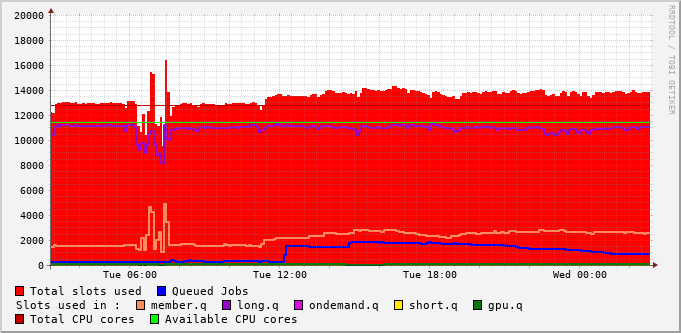 20000
18000
16000
14000
12000
10000
8000
6000
4000
2000
0
Tue 06:00 Tue 12:00 Tue 18:00 Wed 00:00
Total slots used Queued Jobs
Slots used in : member.q long.q ondemand.q short.q gpu.q
Total CPU cores Available CPU cores
RRDTOOL / TOBI OETIKER